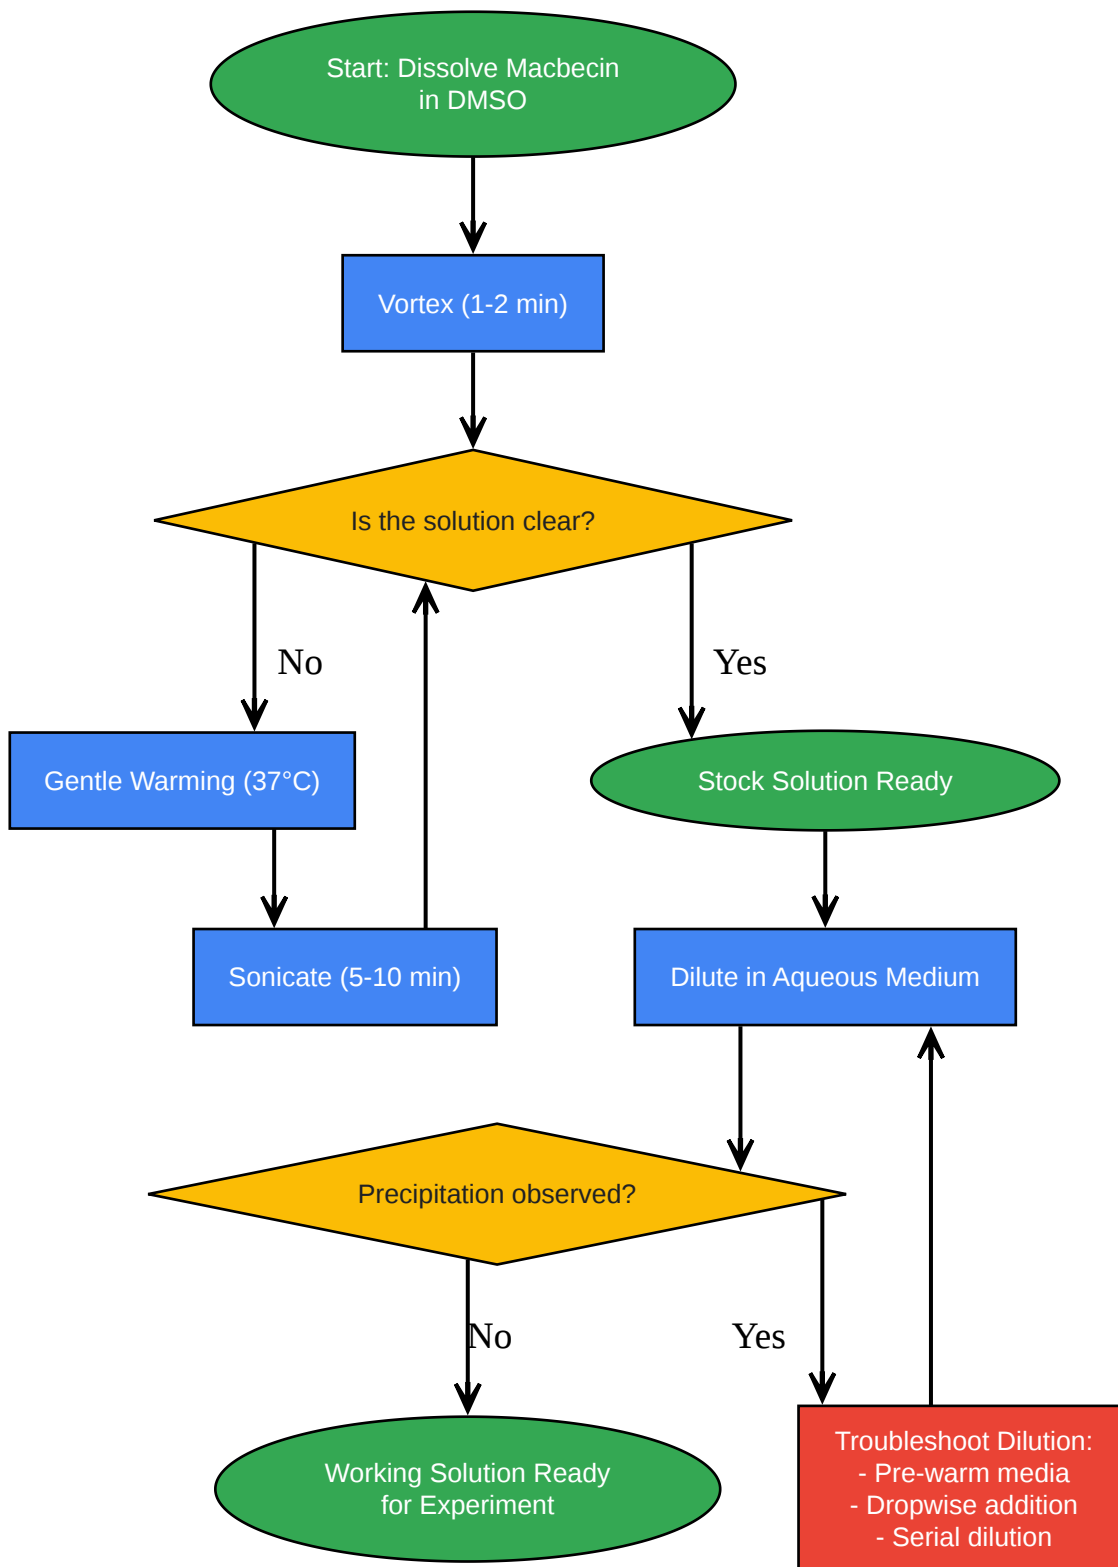 Start: Dissolve Macbecin
in DMSO
Vortex (1-2 min)
Is the solution clear?
No
Yes
Gentle Warming (37°C)
Stock Solution Ready
Sonicate (5-10 min)
Dilute in Aqueous Medium
Precipitation observed?
No
Yes
Working Solution Ready
for Experiment
Troubleshoot Dilution:
- Pre-warm media
- Dropwise addition
- Serial dilution